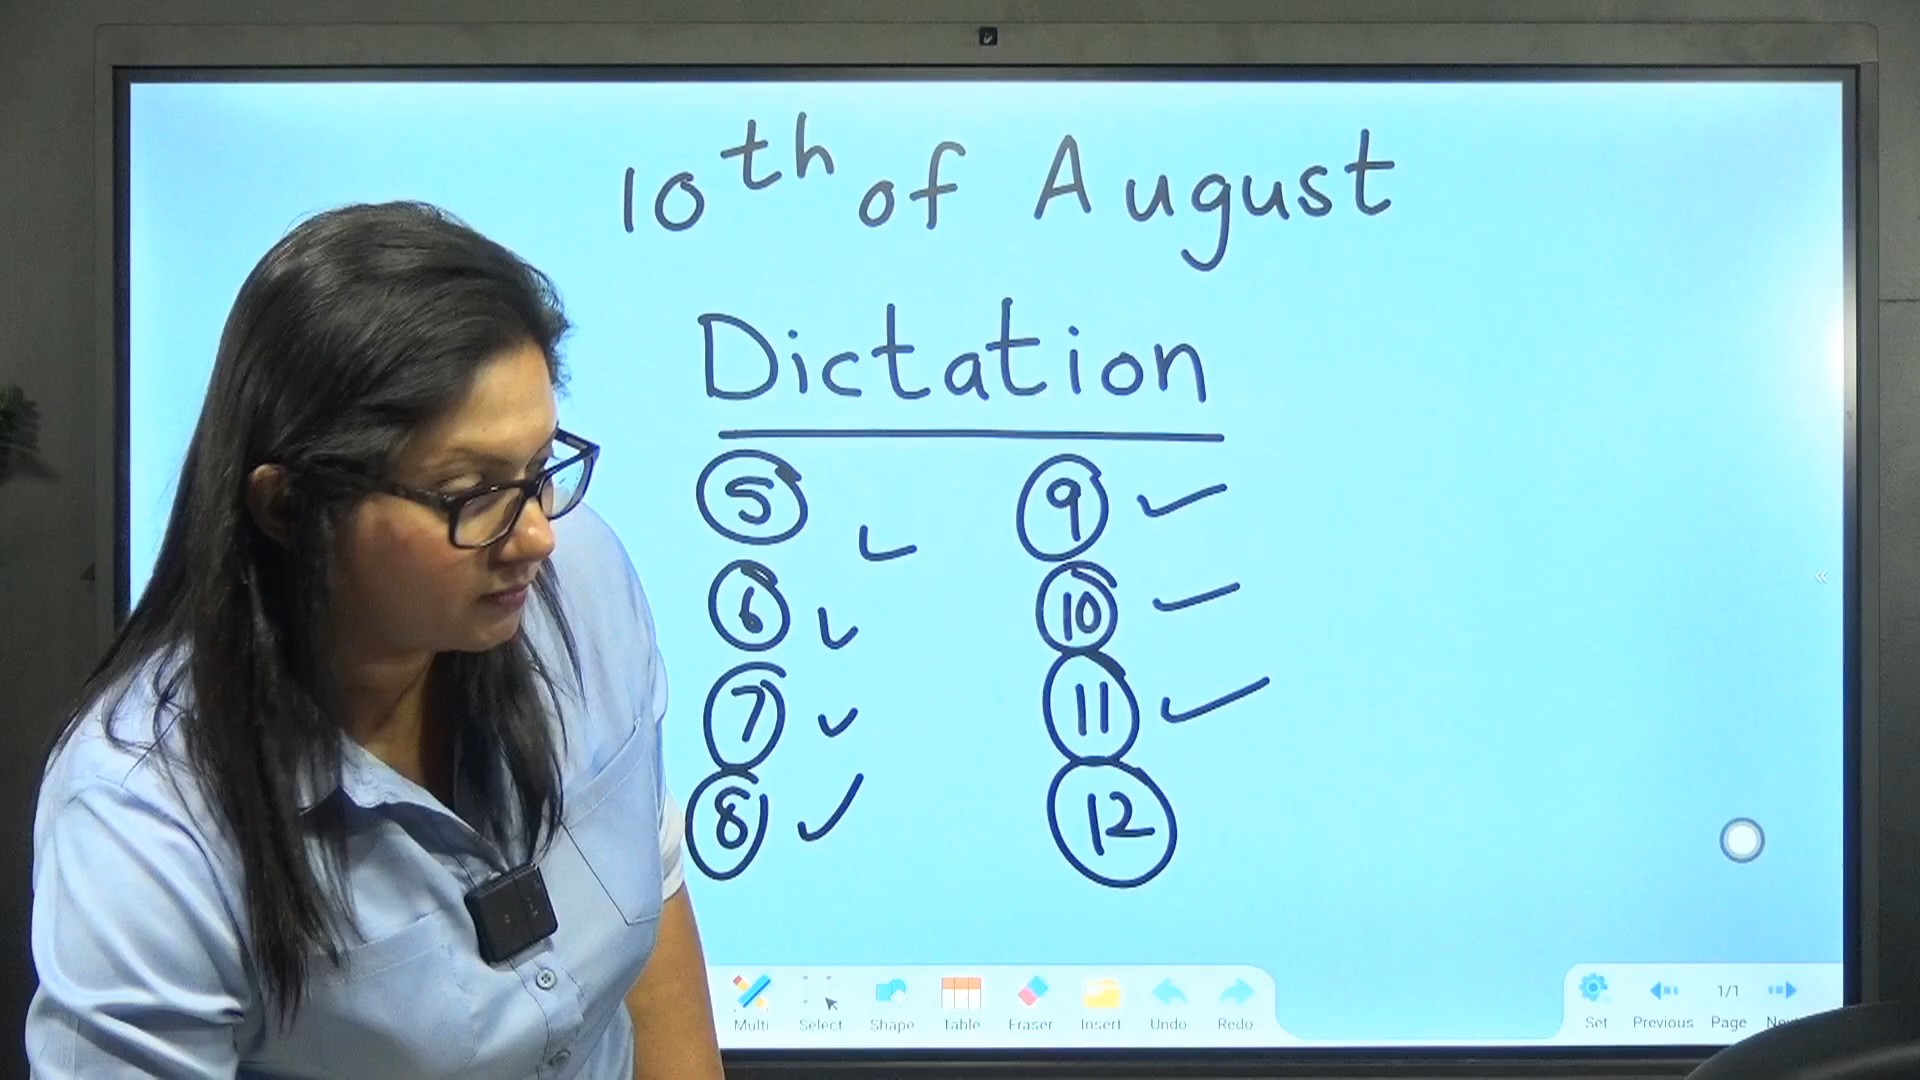 10th of August
Dictation
5 ✓ 9 ✓
6 ✓ 10 ✓
7 ✓ 11 ✓
8 ✓ 12
«
Multi Select Shape Table Eraser Insert Undo Redo
Set Previous 1/1 Page